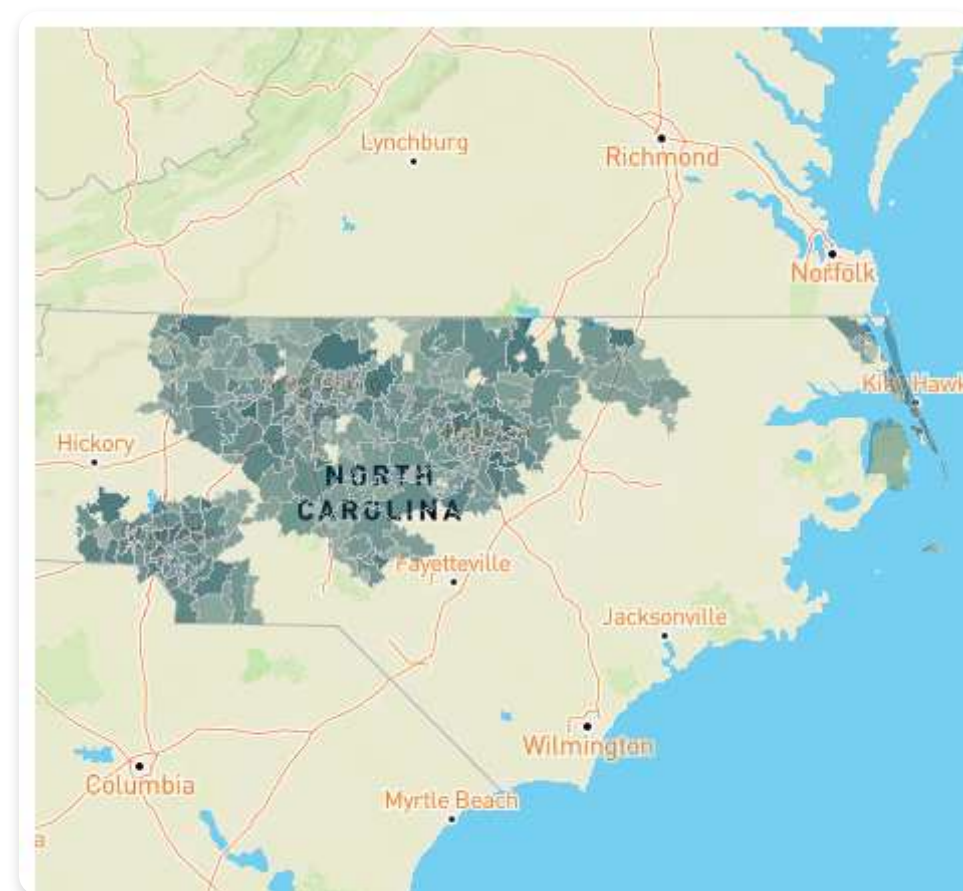 Lynchburg
Richmond
Norfolk
Kitty Hawk
Hickory
NORTH
CAROLINA
Fayetteville
Jacksonville
Wilmington
Columbia
Myrtle Beach
a